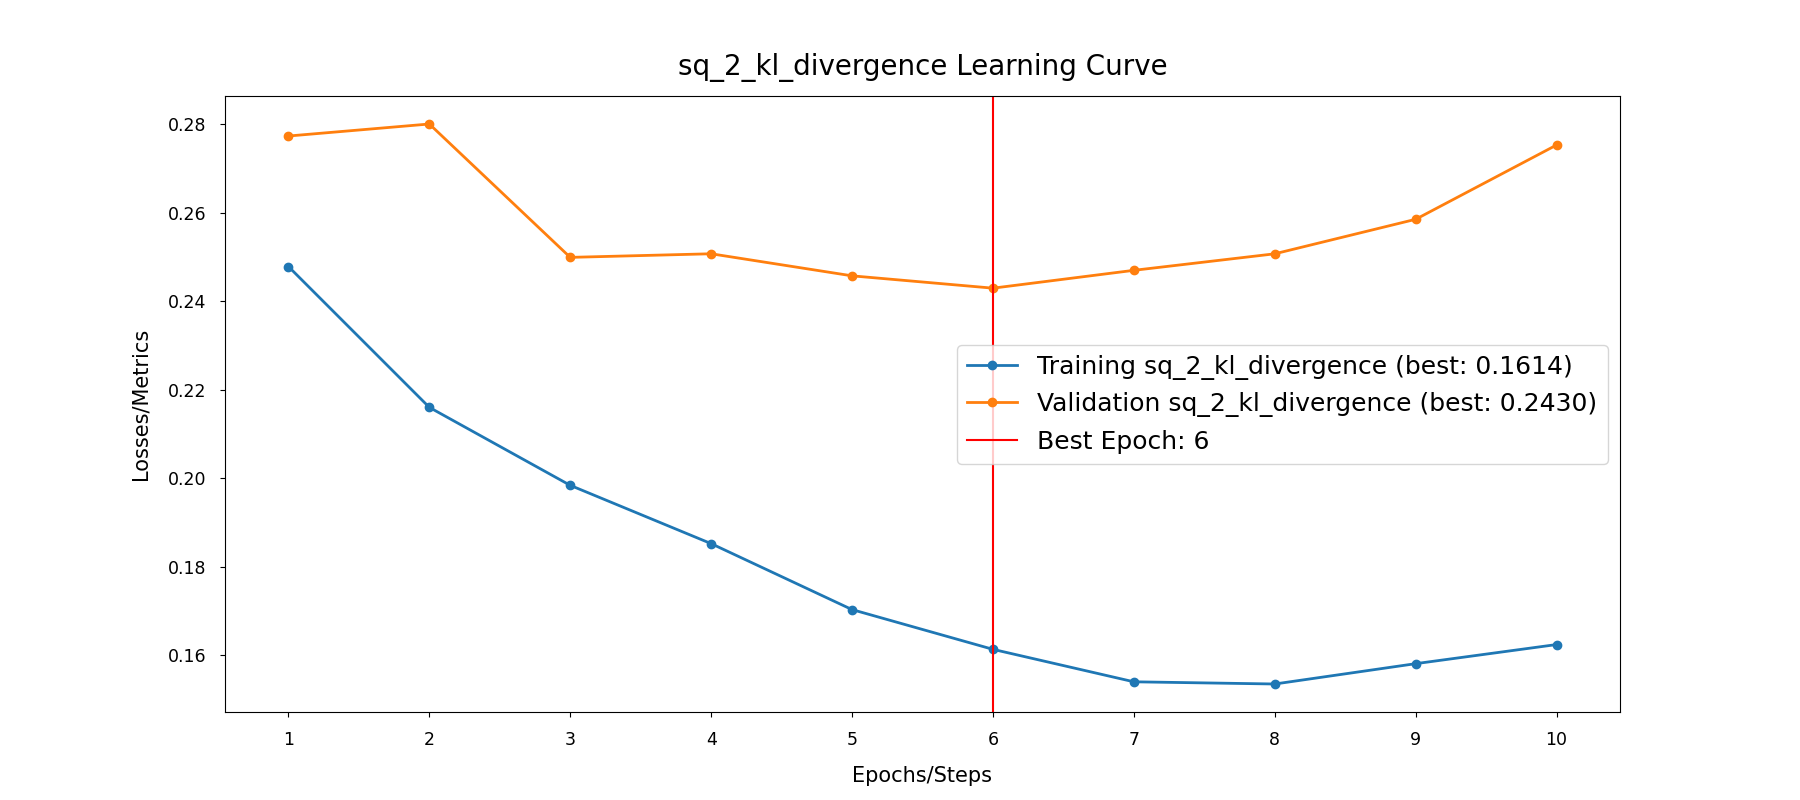 sq_2_kl_divergence Learning Curve
0.28
0.26
0.24
0.22
0.20
0.18
0.16
Losses/Metrics
Training sq_2_kl_divergence (best: 0.1614)
Validation sq_2_kl_divergence (best: 0.2430)
Best Epoch: 6
1 2 3 4 5 6 7 8 9 10
Epochs/Steps